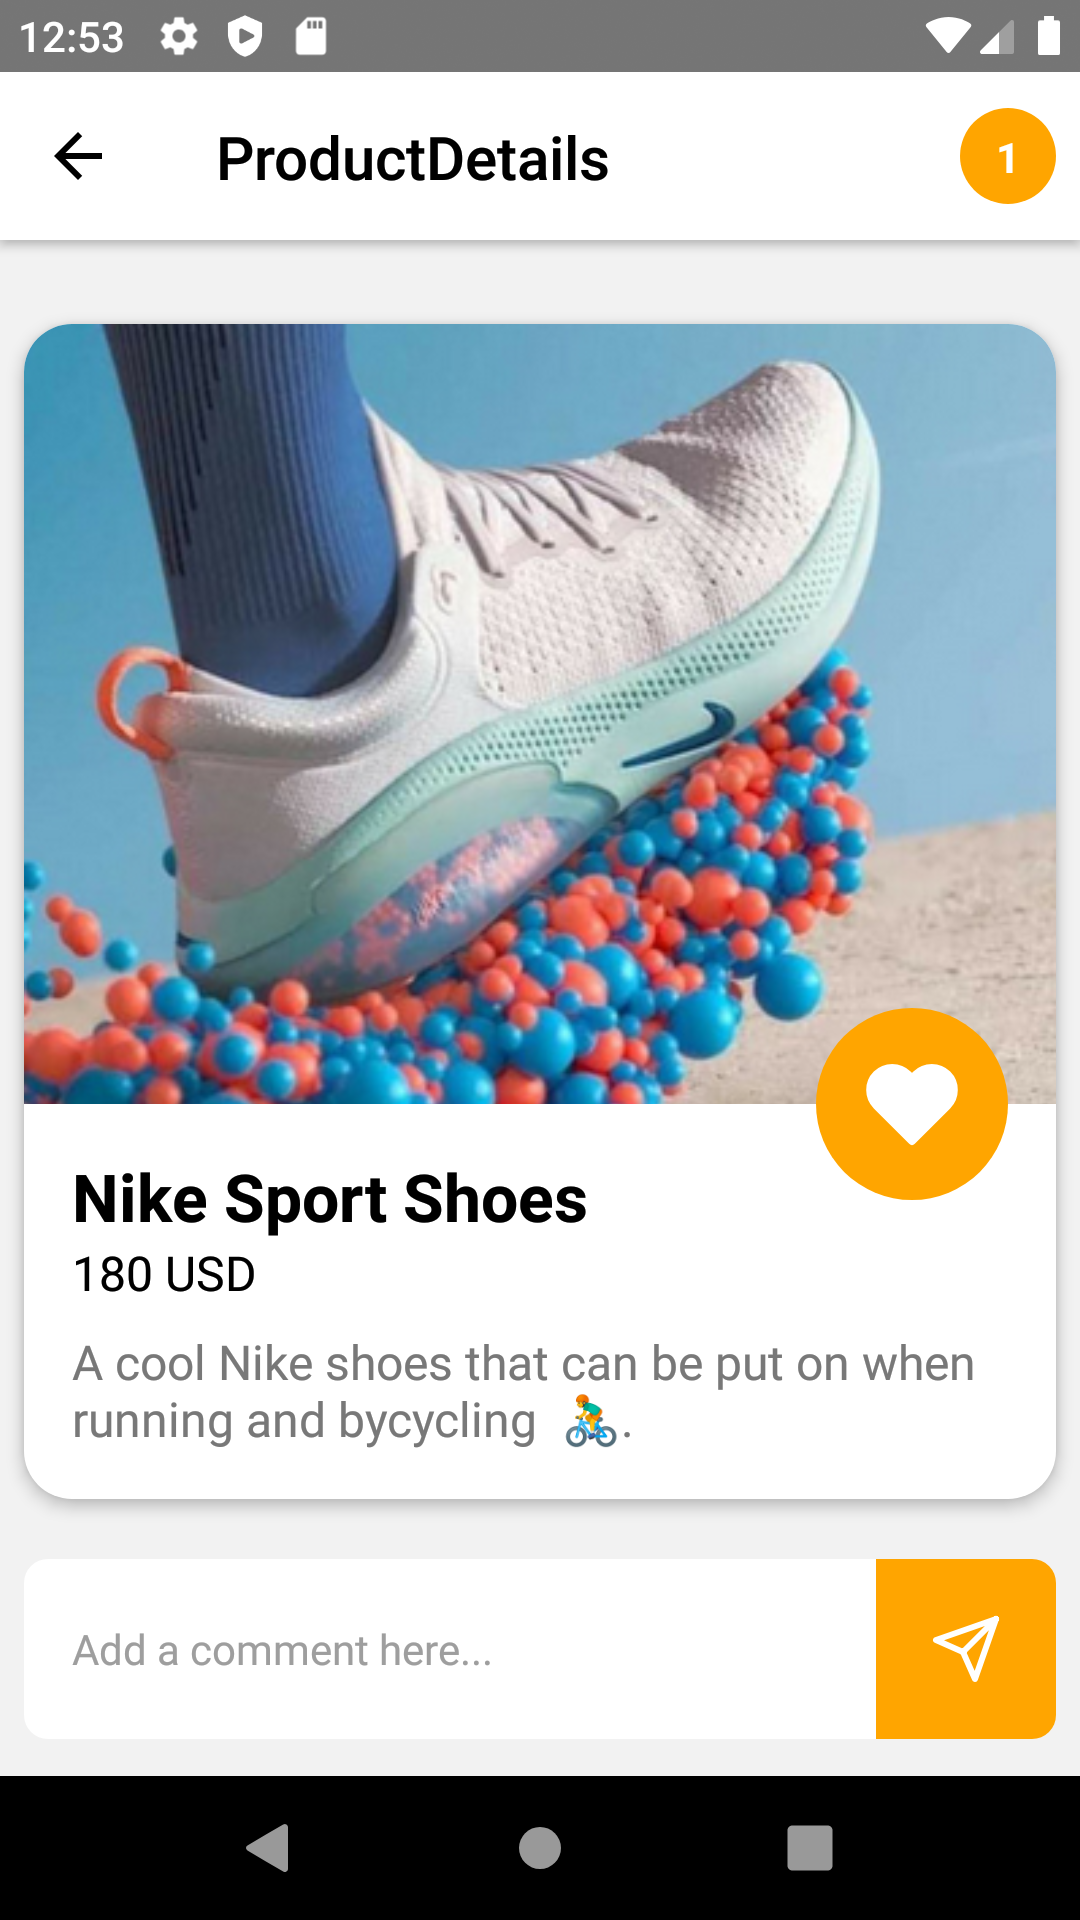 12:53
ProductDetails
1
Nike Sport Shoes
180 USD
A cool Nike shoes that can be put on when
running and bycycling 🚴.
Add a comment here...